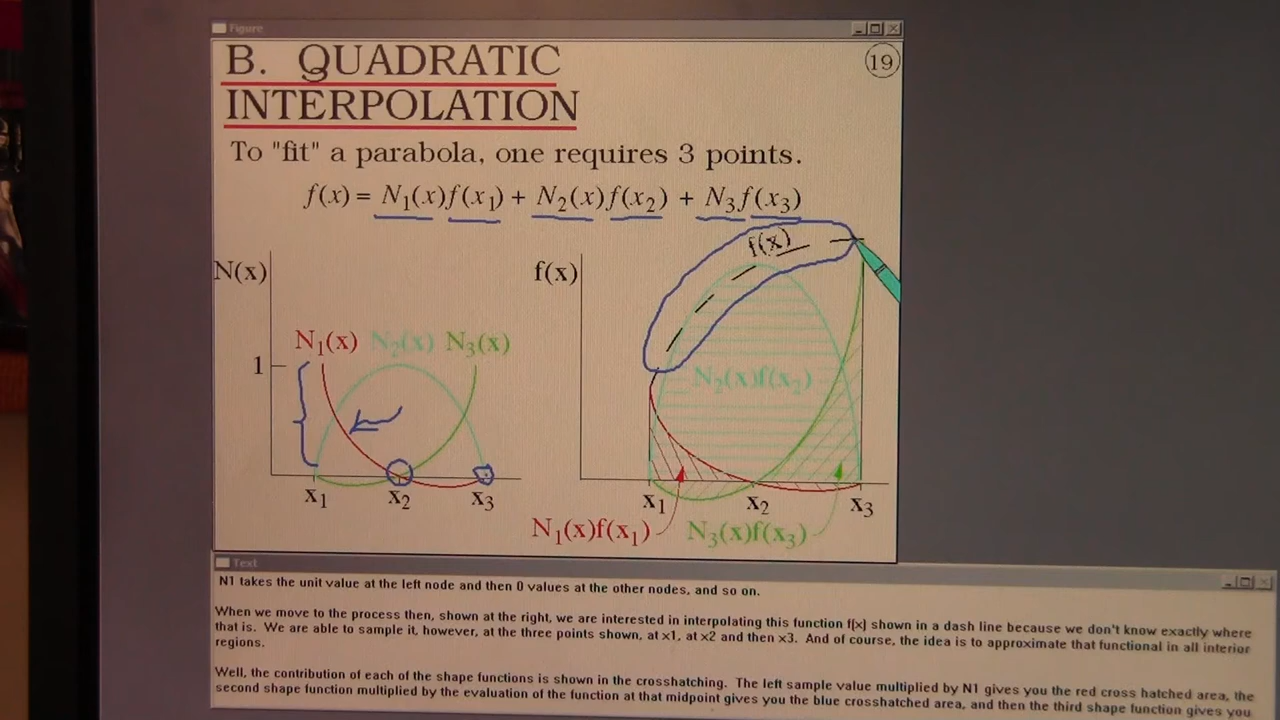 Figure
B. QUADRATIC
INTERPOLATION
19
To "fit" a parabola, one requires 3 points.
f(x) = N₁(x)f(x₁) + N₂(x)f(x₂) + N₃f(x₃)
N(x)
1
N₁(x) N₂(x) N₃(x)
x₁ x₂ x₃
f(x)
f(x)
N₂(x)f(x₂)
x₁ x₂ x₃
N₁(x)f(x₁) N₃(x)f(x₃)
Text
N1 takes the unit value at the left node and then 0 values at the other nodes, and so on.
When we move to the process then, shown at the right, we are interested in interpolating this function f(x) shown in a dash line because we don't know exactly where
that is. We are able to sample it, however, at the three points shown, at x1, at x2 and then x3. And of course, the idea is to approximate that functional in all interior
regions.
Well, the contribution of each of the shape functions is shown in the crosshatching. The left sample value multiplied by N1 gives you the red cross hatched area, the
second shape function multiplied by the evaluation of the function at that midpoint gives you the blue crosshatched area, and then the third shape function gives you